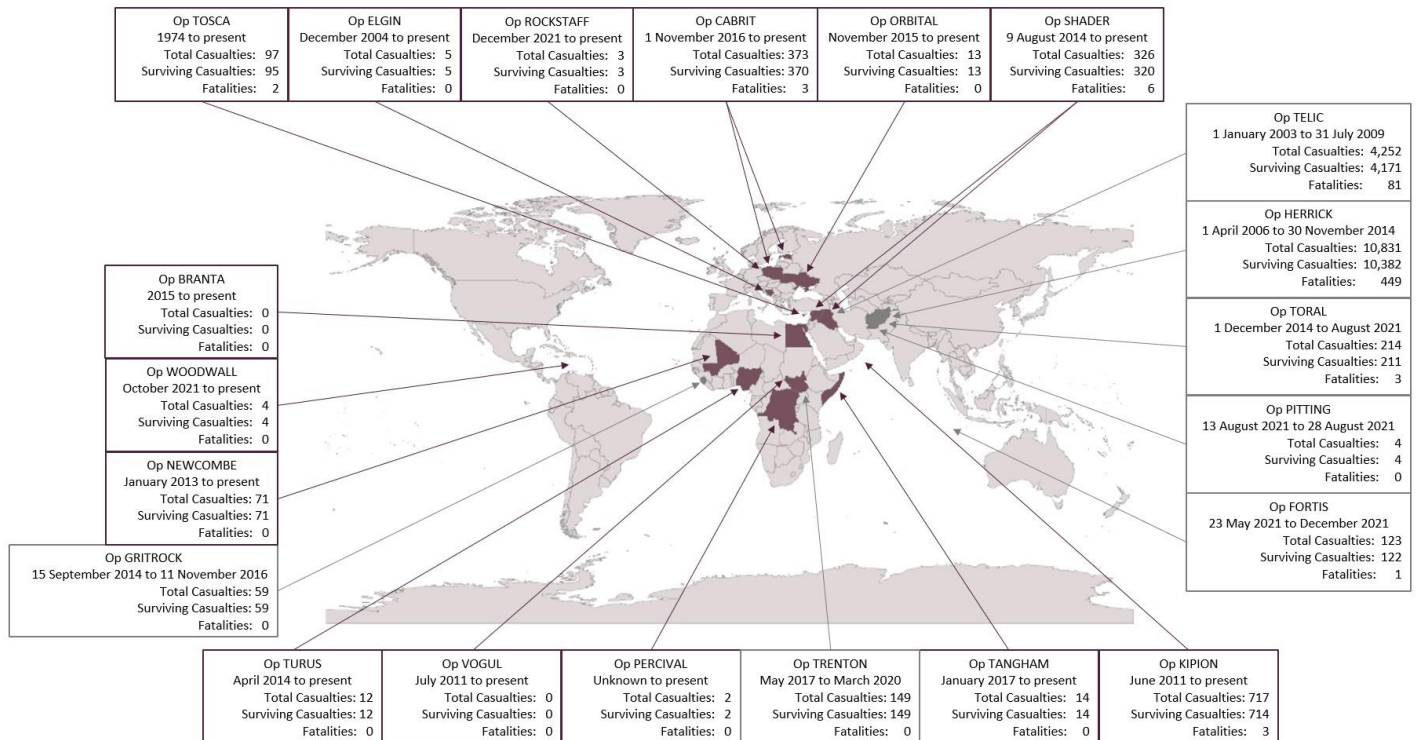 Op TOSCA
1974 to present
Total Casualties: 97
Surviving Casualties: 95
Fatalities: 2
Op ELGIN
December 2004 to present
Total Casualties: 5
Surviving Casualties: 5
Fatalities: 0
Op ROCKSTAFF
December 2021 to present
Total Casualties: 3
Surviving Casualties: 3
Fatalities: 0
Op CABRIT
1 November 2016 to present
Total Casualties: 373
Surviving Casualties: 370
Fatalities: 3
Op ORBITAL
November 2015 to present
Total Casualties: 13
Surviving Casualties: 13
Fatalities: 0
Op SHADER
9 August 2014 to present
Total Casualties: 326
Surviving Casualties: 320
Fatalities: 6
Op TELIC
1 January 2003 to 31 July 2009
Total Casualties: 4,252
Surviving Casualties: 4,171
Fatalities: 81
Op HERRICK
1 April 2006 to 30 November 2014
Total Casualties: 10,831
Surviving Casualties: 10,382
Fatalities: 449
Op TORAL
1 December 2014 to August 2021
Total Casualties: 214
Surviving Casualties: 211
Fatalities: 3
Op PITTING
13 August 2021 to 28 August 2021
Total Casualties: 4
Surviving Casualties: 4
Fatalities: 0
Op FORTIS
23 May 2021 to December 2021
Total Casualties: 123
Surviving Casualties: 122
Fatalities: 1
Op BRANTA
2015 to present
Total Casualties: 0
Surviving Casualties: 0
Fatalities: 0
Op WOODWALL
October 2021 to present
Total Casualties: 4
Surviving Casualties: 4
Fatalities: 0
Op NEWCOMBE
January 2013 to present
Total Casualties: 71
Surviving Casualties: 71
Fatalities: 0
Op GRITROCK
15 September 2014 to 11 November 2016
Total Casualties: 59
Surviving Casualties: 59
Fatalities: 0
Op TURUS
April 2014 to present
Total Casualties: 12
Surviving Casualties: 12
Fatalities: 0
Op VOGUL
July 2011 to present
Total Casualties: 0
Surviving Casualties: 0
Fatalities: 0
Op PERCIVAL
Unknown to present
Total Casualties: 2
Surviving Casualties: 2
Fatalities: 0
Op TRENTON
May 2017 to March 2020
Total Casualties: 149
Surviving Casualties: 149
Fatalities: 0
Op TANGHAM
January 2017 to present
Total Casualties: 14
Surviving Casualties: 14
Fatalities: 0
Op KIPION
June 2011 to present
Total Casualties: 717
Surviving Casualties: 714
Fatalities: 3